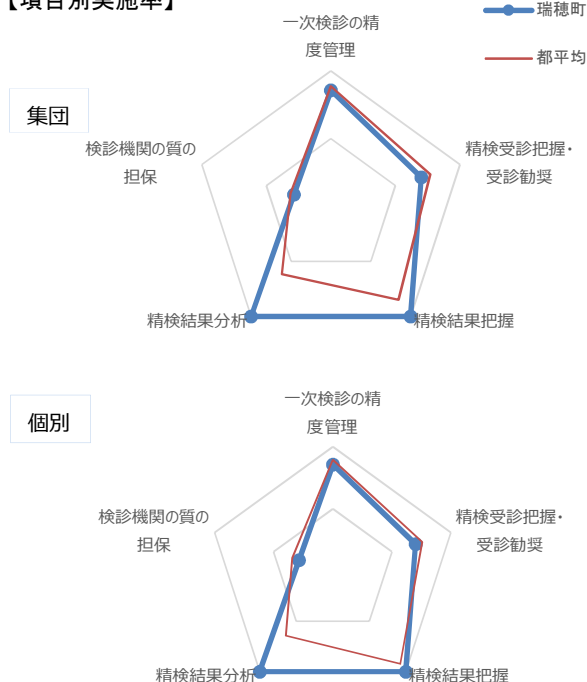 【項目別実施率】
瑞穂町
都平均
集団
一次検診の精
度管理
検診機関の質の
担保
精検受診把握・
受診勧奨
精検結果分析
精検結果把握
個別
一次検診の精
度管理
検診機関の質の
担保
精検受診把握・
受診勧奨
精検結果分析
精検結果把握